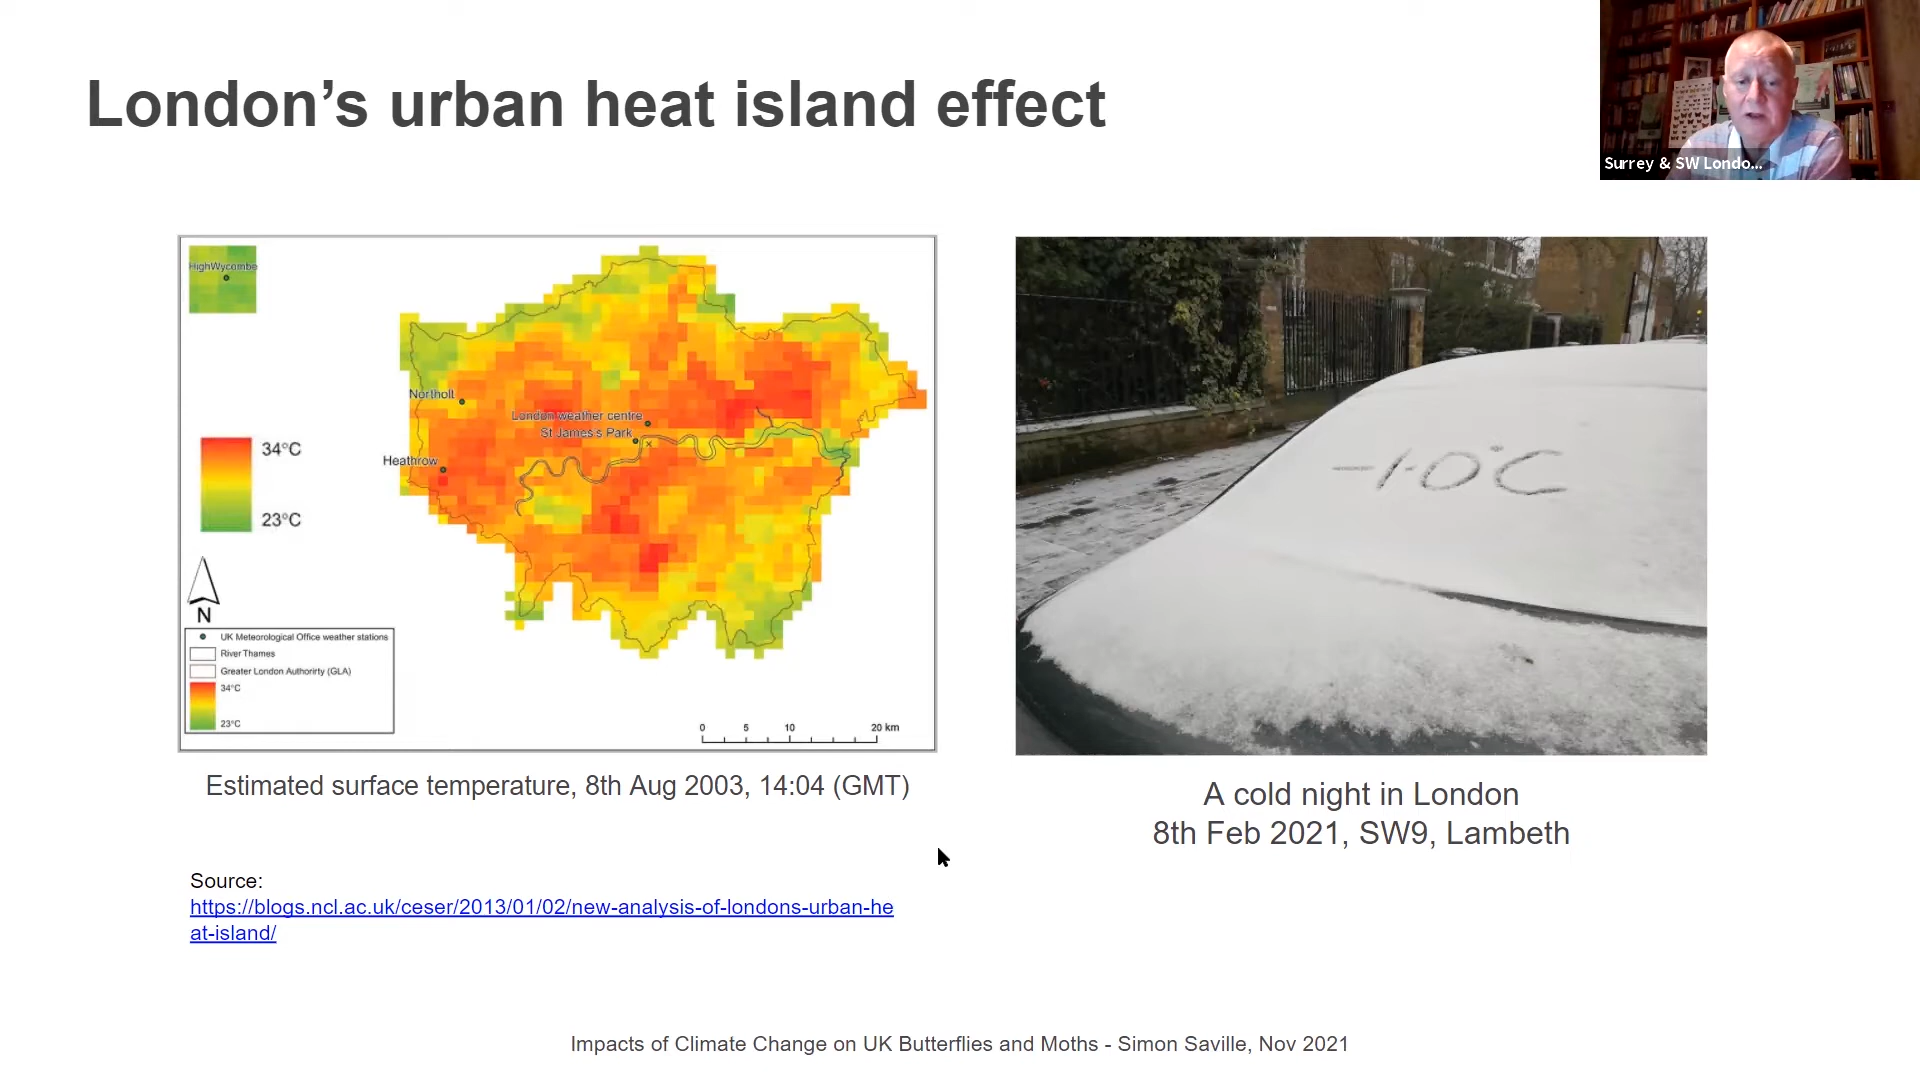 London’s urban heat island effect
Surrey & SW Londo...
HighWycombe
Northolt
London weather centre
St James's Park
Heathrow
34°C
23°C
N
UK Meteorological Office weather stations
River Thames
Greater London Authorirty (GLA)
34°C
23°C
0 5 10 20 km
-1.0°C
Estimated surface temperature, 8th Aug 2003, 14:04 (GMT)
A cold night in London
8th Feb 2021, SW9, Lambeth
Source:
https://blogs.ncl.ac.uk/ceser/2013/01/02/new-analysis-of-londons-urban-he
at-island/
Impacts of Climate Change on UK Butterflies and Moths - Simon Saville, Nov 2021